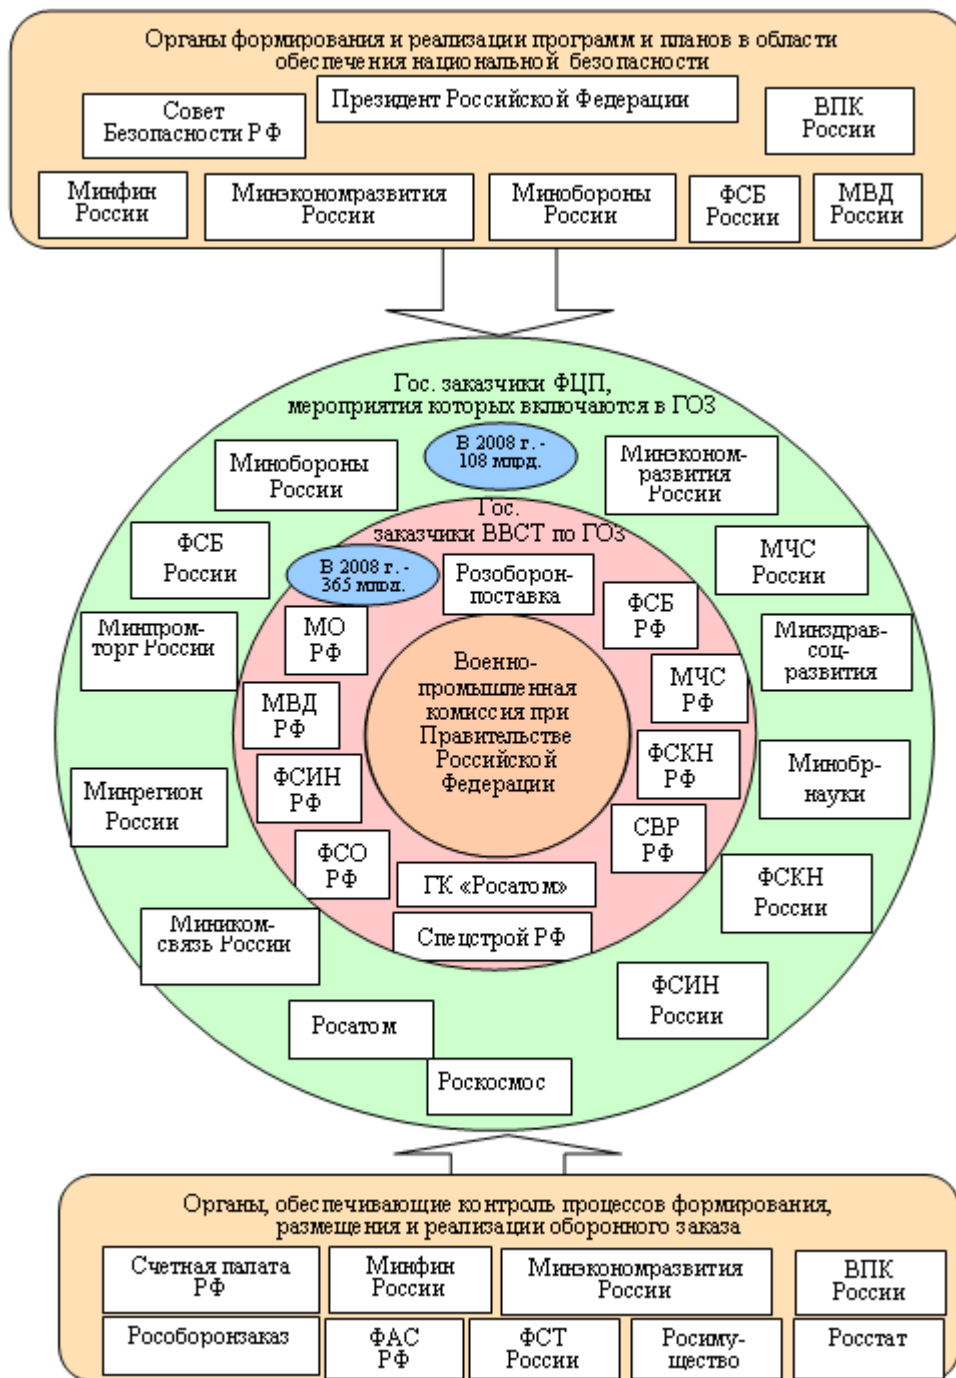 Органы формирования и реализации программ и планов в области
обеспечения национальной безопасности
Президент Российской Федерации
Совет
Безопасности РФ
ВПК
России
Минфин
России
Минэкономразвития
России
Минобороны
России
ФСБ
России
МВД
России
Гос. заказчики ФЦП,
мероприятия которых включаются в ГОЗ
В 2008 г. -
108 млрд.
Минобороны
России
Минэконом-
развития
России
ФСБ
России
МЧС
России
Минпром-
торг России
Минздрав-
соц-
развития
Минрегион
России
Минобр-
науки
Миником-
связь России
ФСКН
России
ФСИН
России
Росатом
Роскосмос
Гос.
заказчики ВВСТ по ГОЗ
В 2008 г. -
365 млрд.
Розоборон-
поставка
МО
РФ
ФСБ
РФ
МВД
РФ
МЧС
РФ
ФСИН
РФ
ФСКН
РФ
ФСО
РФ
СВР
РФ
ГК «Росатом»
Спецстрой РФ
Военно-
промышленная
комиссия при
Правительстве
Российской
Федерации
Органы, обеспечивающие контроль процессов формирования,
размещения и реализации оборонного заказа
Счетная палата
РФ
Минфин
России
Минэкономразвития
России
ВПК
России
Рособоронзаказ
ФАС
РФ
ФСТ
России
Росиму-
щество
Росстат